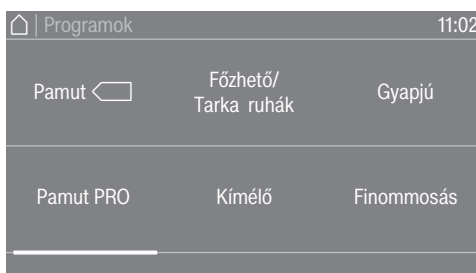 Programok
11:02
Pamut
Főzhető/
Tarka ruhák
Gyapjú
Pamut PRO
Kímélő
Finommosás